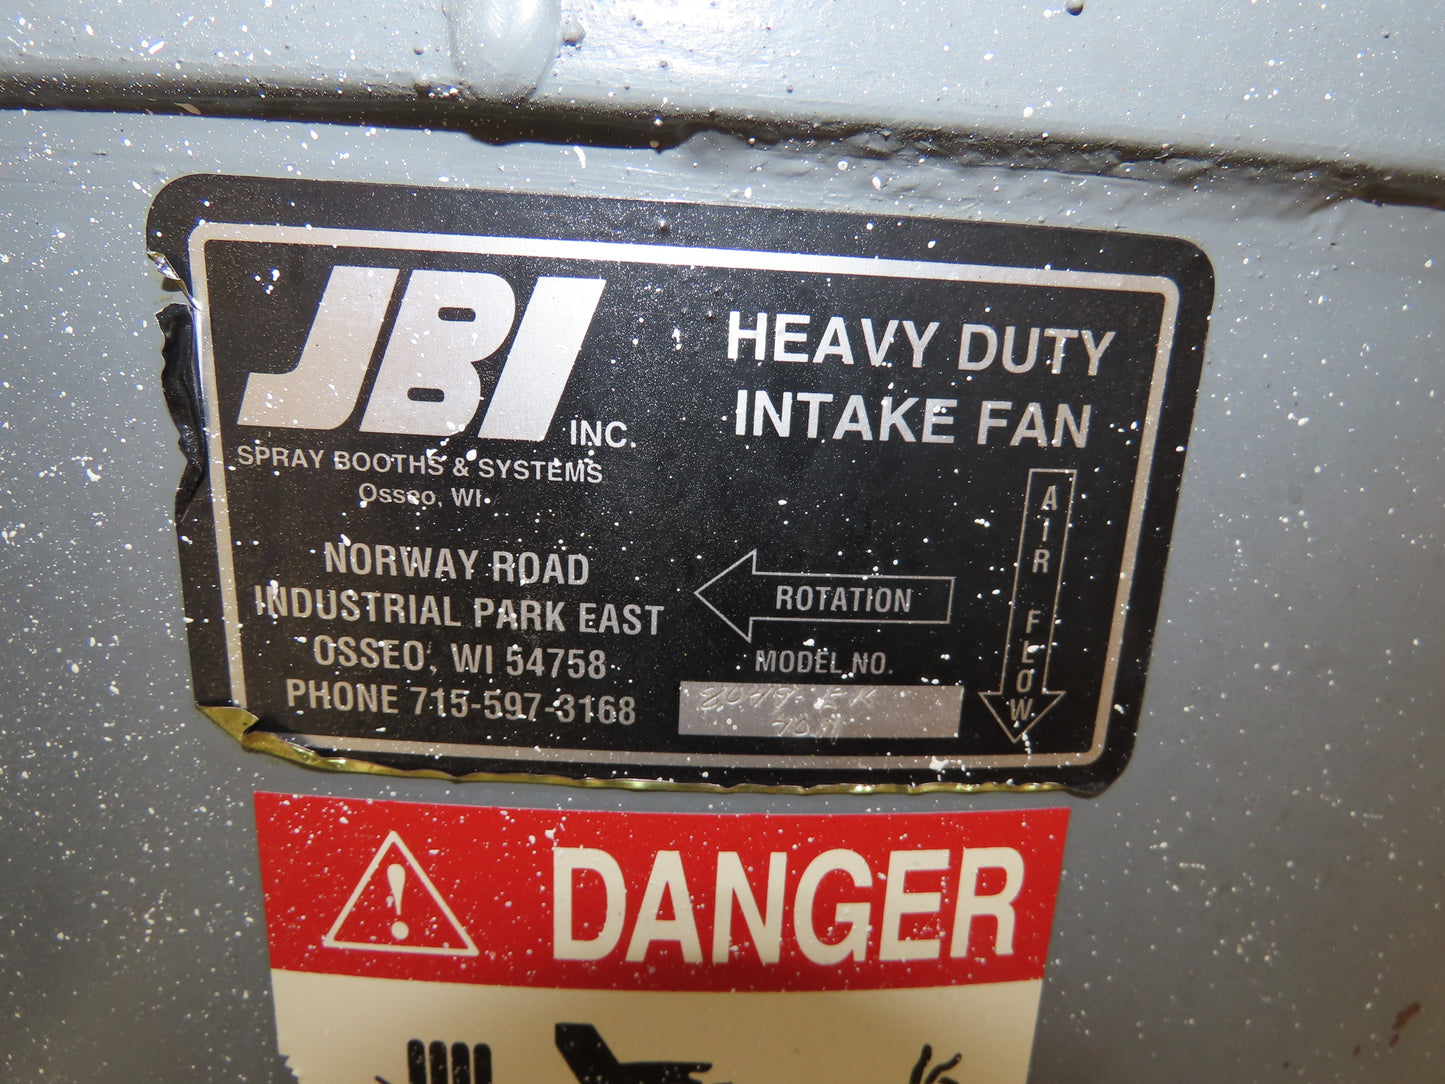 JBI INC.
SPRAY BOOTHS & SYSTEMS
Osseo, WI
NORWAY ROAD
INDUSTRIAL PARK EAST
OSSEO, WI 54758
PHONE 715-597-3168
HEAVY DUTY
INTAKE FAN
AIR FLOW
ROTATION
MODEL NO.
DANGER